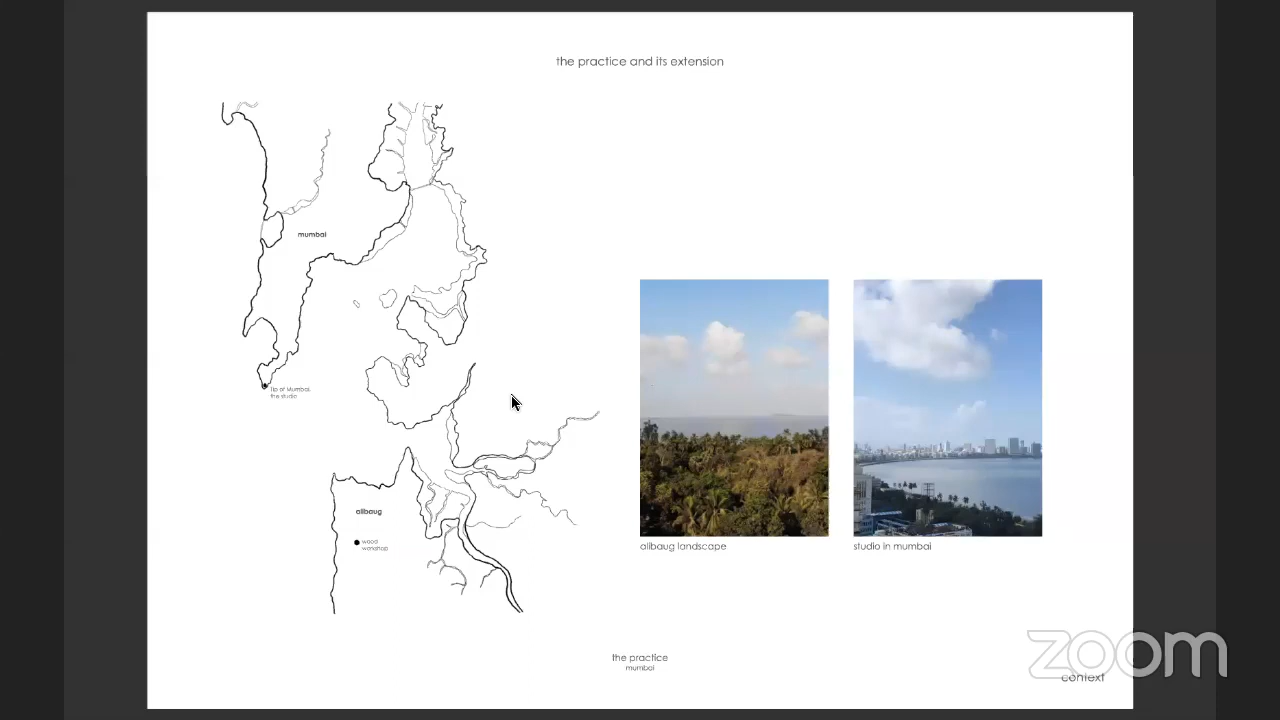 the practice and its extension
mumbai
Tip of Mumbai,
the studio
alibaug
wood
workshop
alibaug landscape
studio in mumbai
the practice
mumbai
context
zoom